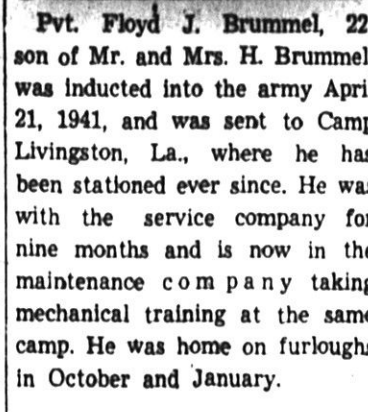 Pvt. Floyd J. Brummel, 22
son of Mr. and Mrs. H. Brummel
was inducted into the army Apri
21, 1941, and was sent to Camp
Livingston, La., where he has
been stationed ever since. He was
with the service company for
nine months and is now in the
maintenance company taking
mechanical training at the same
camp. He was home on furloughs
in October and January.